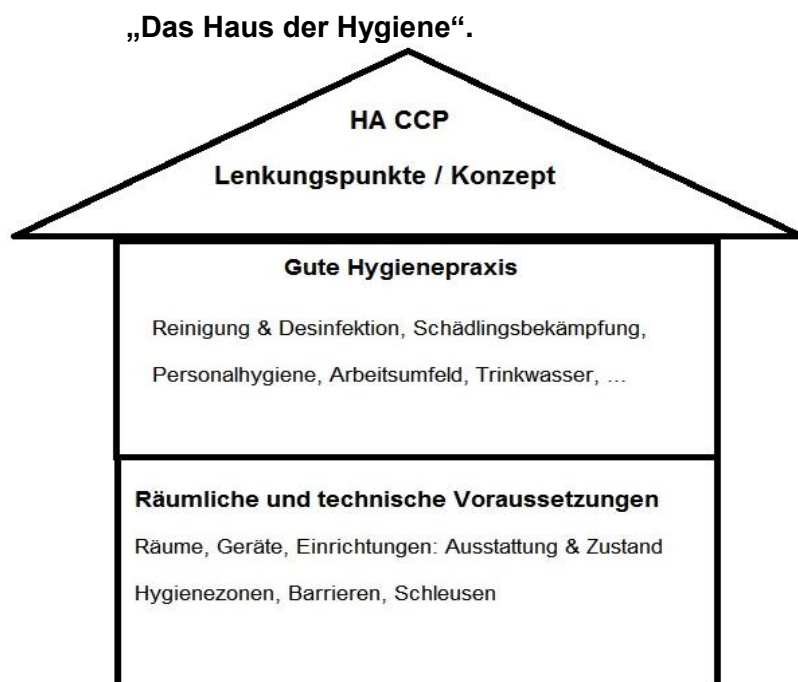 „Das Haus der Hygiene“.
HA CCP
Lenkungspunkte / Konzept
Gute Hygienepraxis
Reinigung & Desinfektion, Schädlingsbekämpfung,
Personalhygiene, Arbeitsumfeld, Trinkwasser, ...
Räumliche und technische Voraussetzungen
Räume, Geräte, Einrichtungen: Ausstattung & Zustand
Hygienezonen, Barrieren, Schleusen